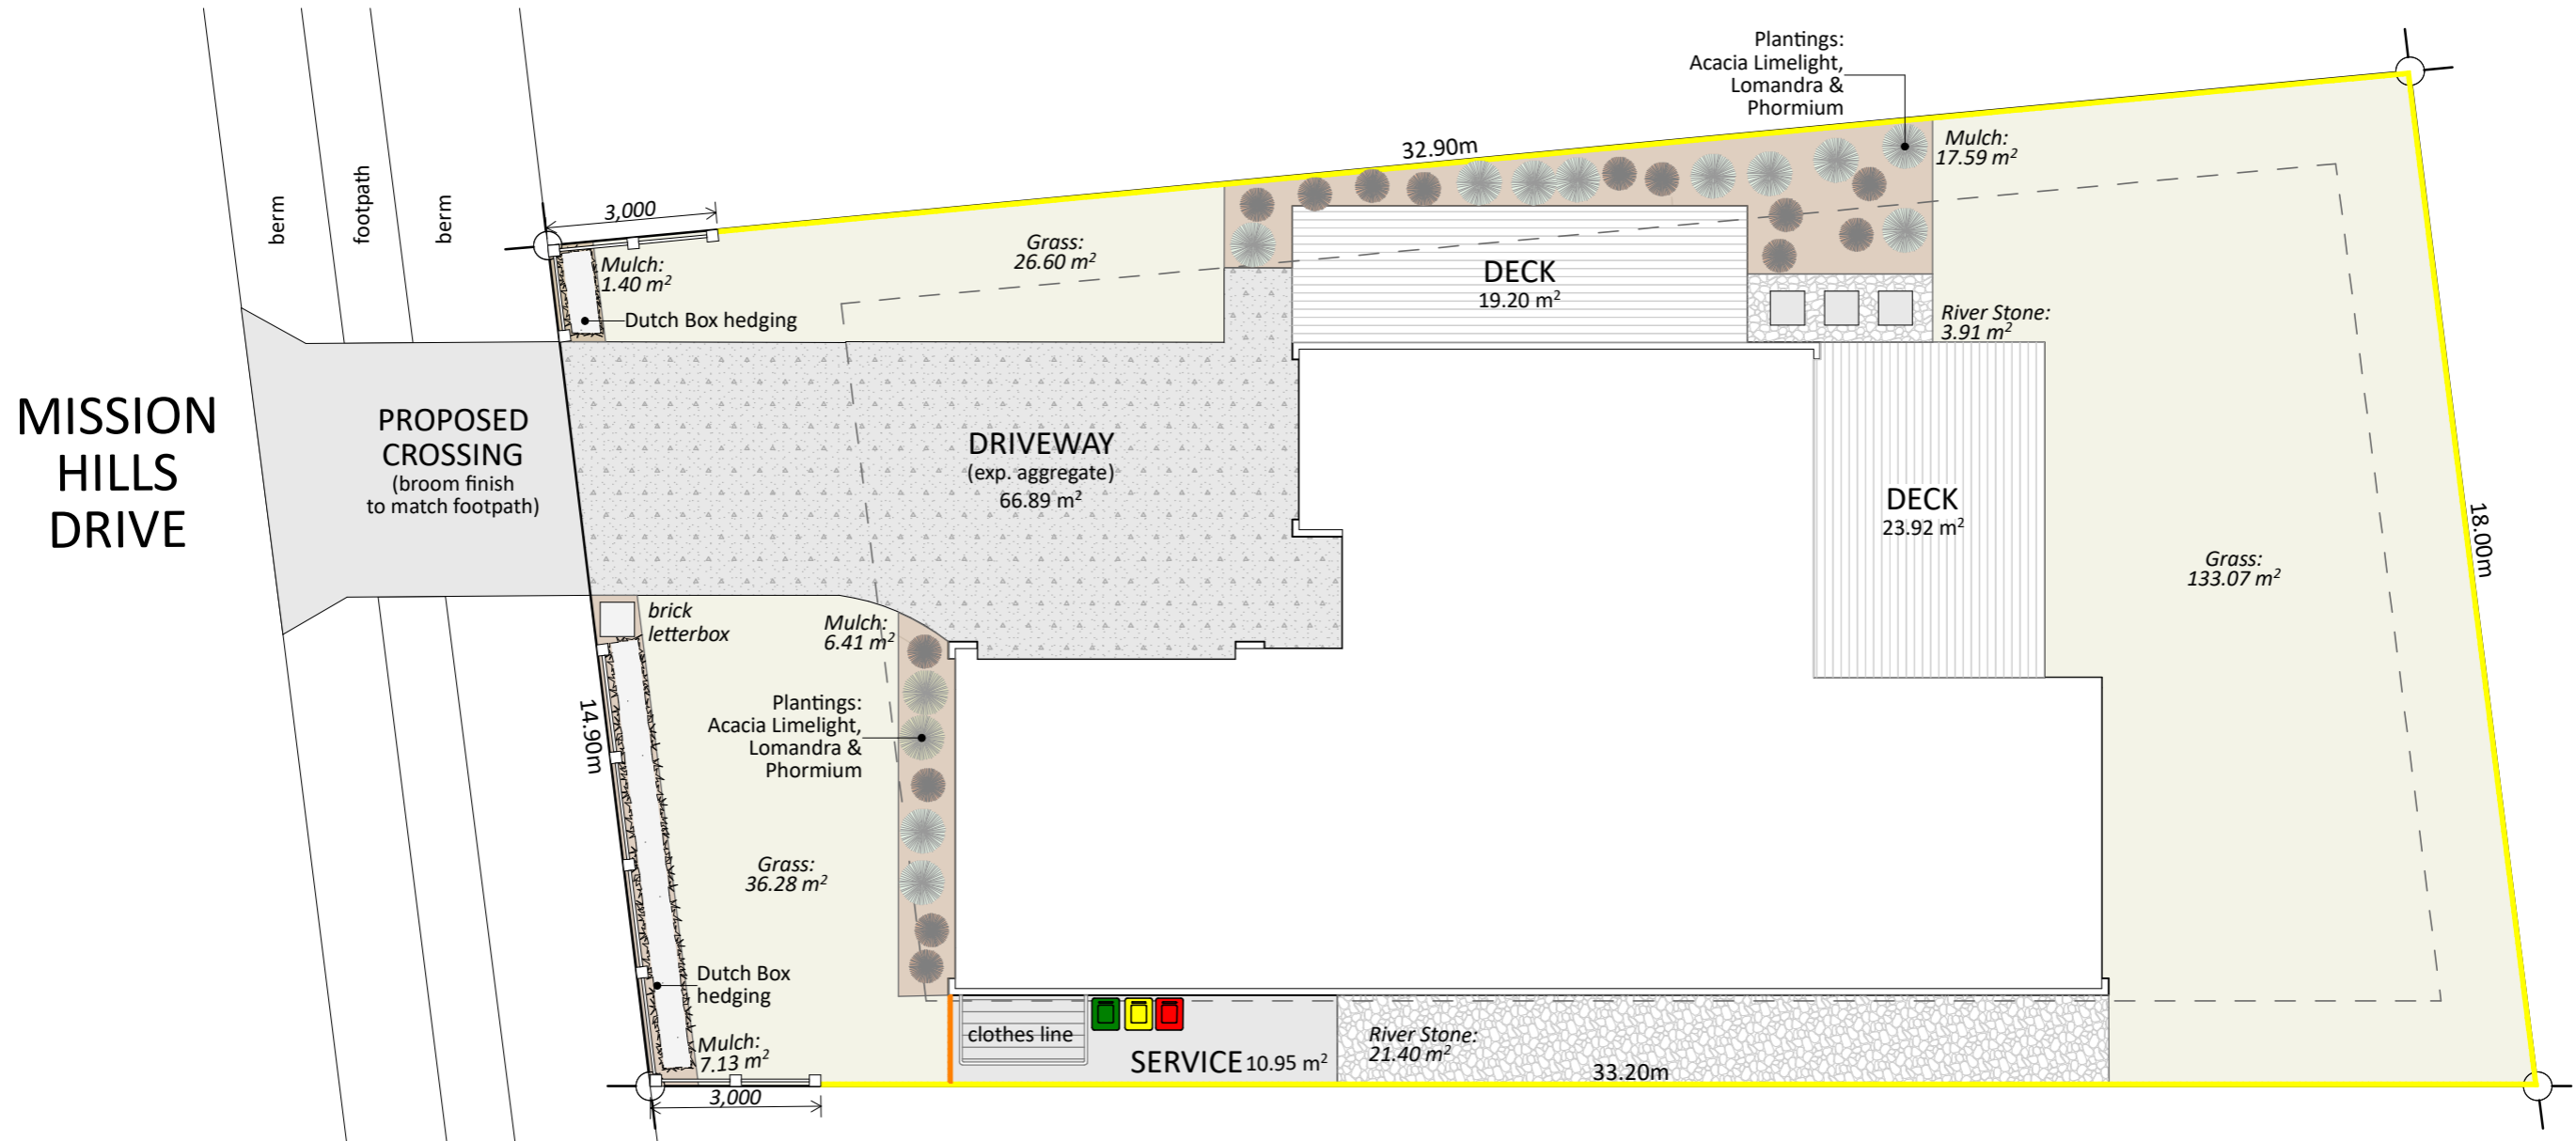 Plantings:
Acacia Limelight,
Lomandra &
Phormium
32.90m
Mulch:
17.59 m²
berm
footpath
berm
3,000
Mulch:
1.40 m²
Dutch Box hedging
Grass:
26.60 m²
DECK
19.20 m²
River Stone:
3.91 m²
MISSION
HILLS
DRIVE
PROPOSED
CROSSING
(broom finish
to match footpath)
DRIVEWAY
(exp. aggregate)
66.89 m²
DECK
23.92 m²
18.00m
Grass:
133.07 m²
brick
letterbox
Mulch:
6.41 m²
14.90m
Plantings:
Acacia Limelight,
Lomandra &
Phormium
Grass:
36.28 m²
Dutch Box
hedging
Mulch:
7.13 m²
clothes line
SERVICE 10.95 m²
River Stone:
21.40 m²
33.20m
3,000